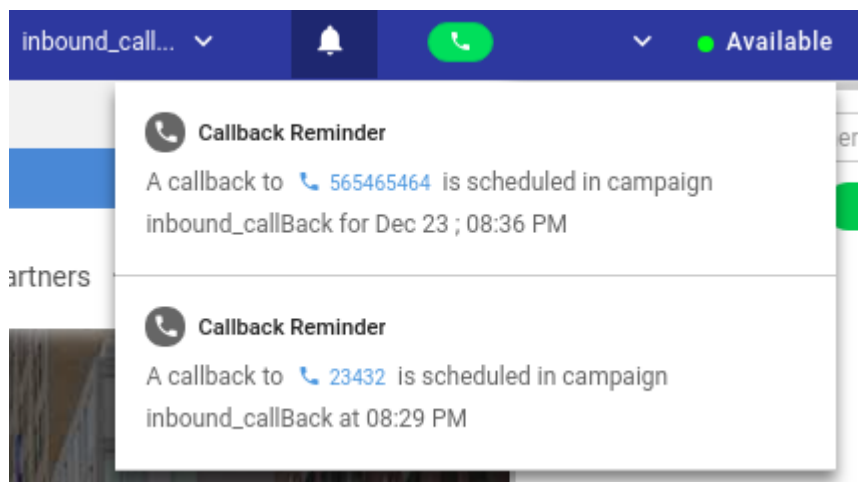 inbound_call...
Available
Callback Reminder
A callback to 565465464 is scheduled in campaign
inbound_callBack for Dec 23 ; 08:36 PM
er
artners
Callback Reminder
A callback to 23432 is scheduled in campaign
inbound_callBack at 08:29 PM